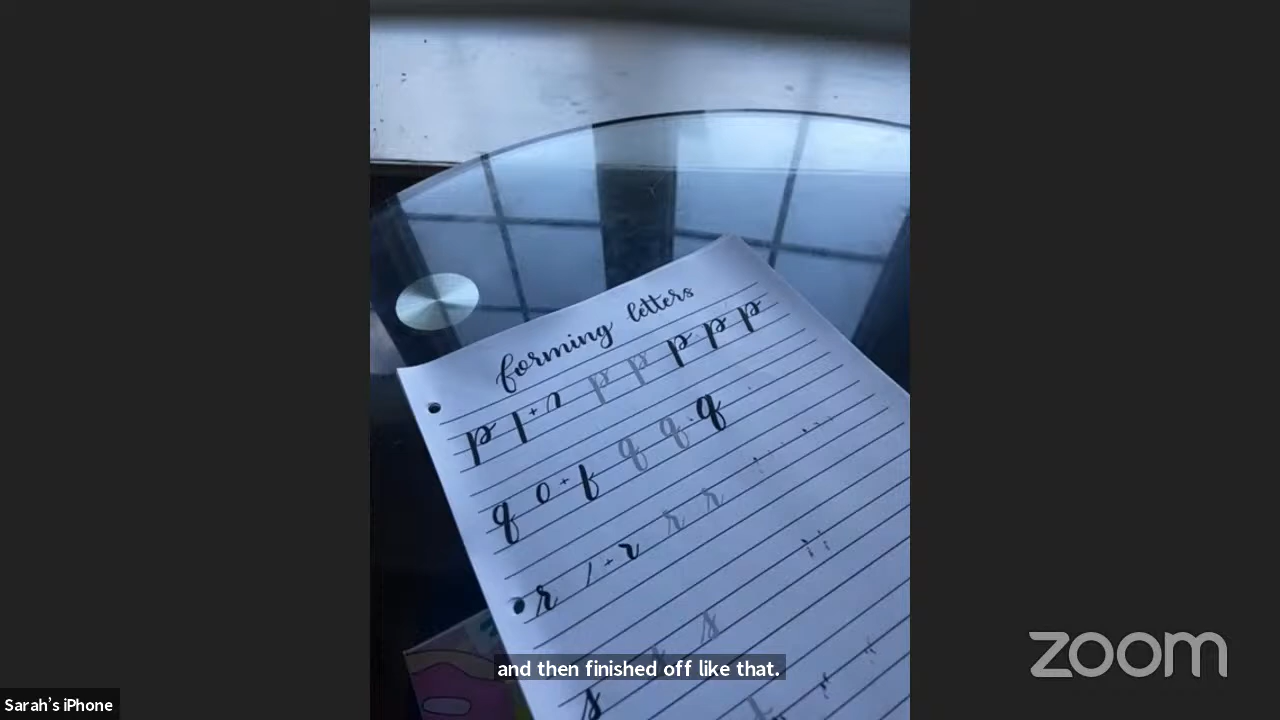 forming letters
p l + n p p p p p
q o + f q q q
r / + r r r
s s
and then finished off like that.
Sarah's iPhone
zoom